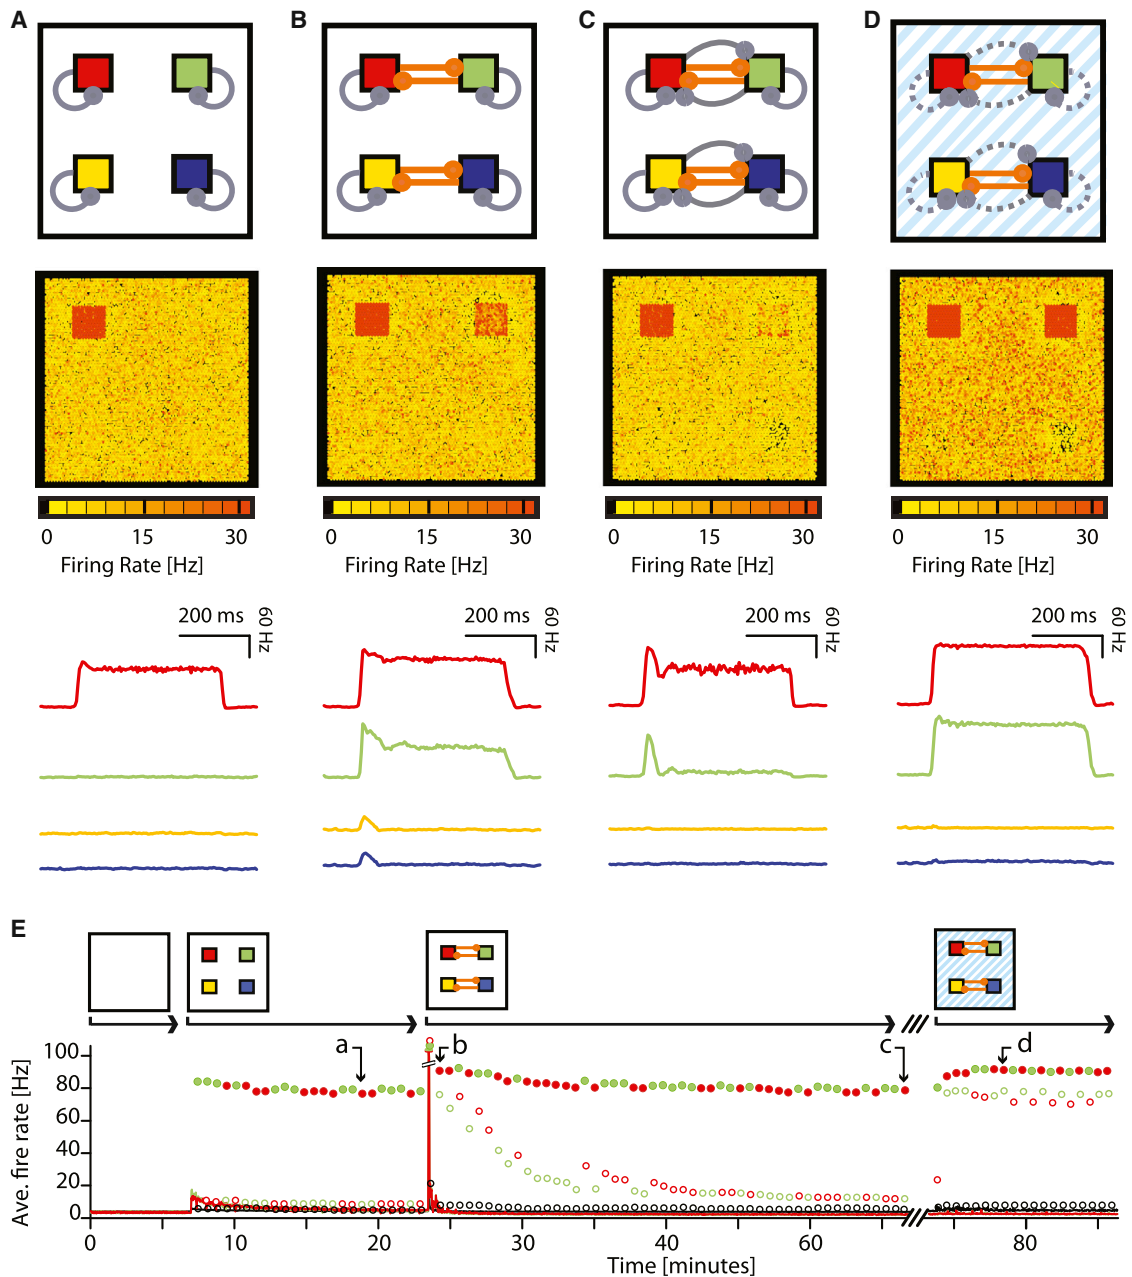 A B C D
0 15 30 0 15 30 0 15 30 0 15 30
Firing Rate [Hz] Firing Rate [Hz] Firing Rate [Hz] Firing Rate [Hz]
200 ms 60 Hz 200 ms 60 Hz 200 ms 60 Hz 200 ms 60 Hz
E
a b c d
Ave. fire rate [Hz]
100
80
60
40
20
0
0 10 20 30 40 50 60 80
Time [minutes]